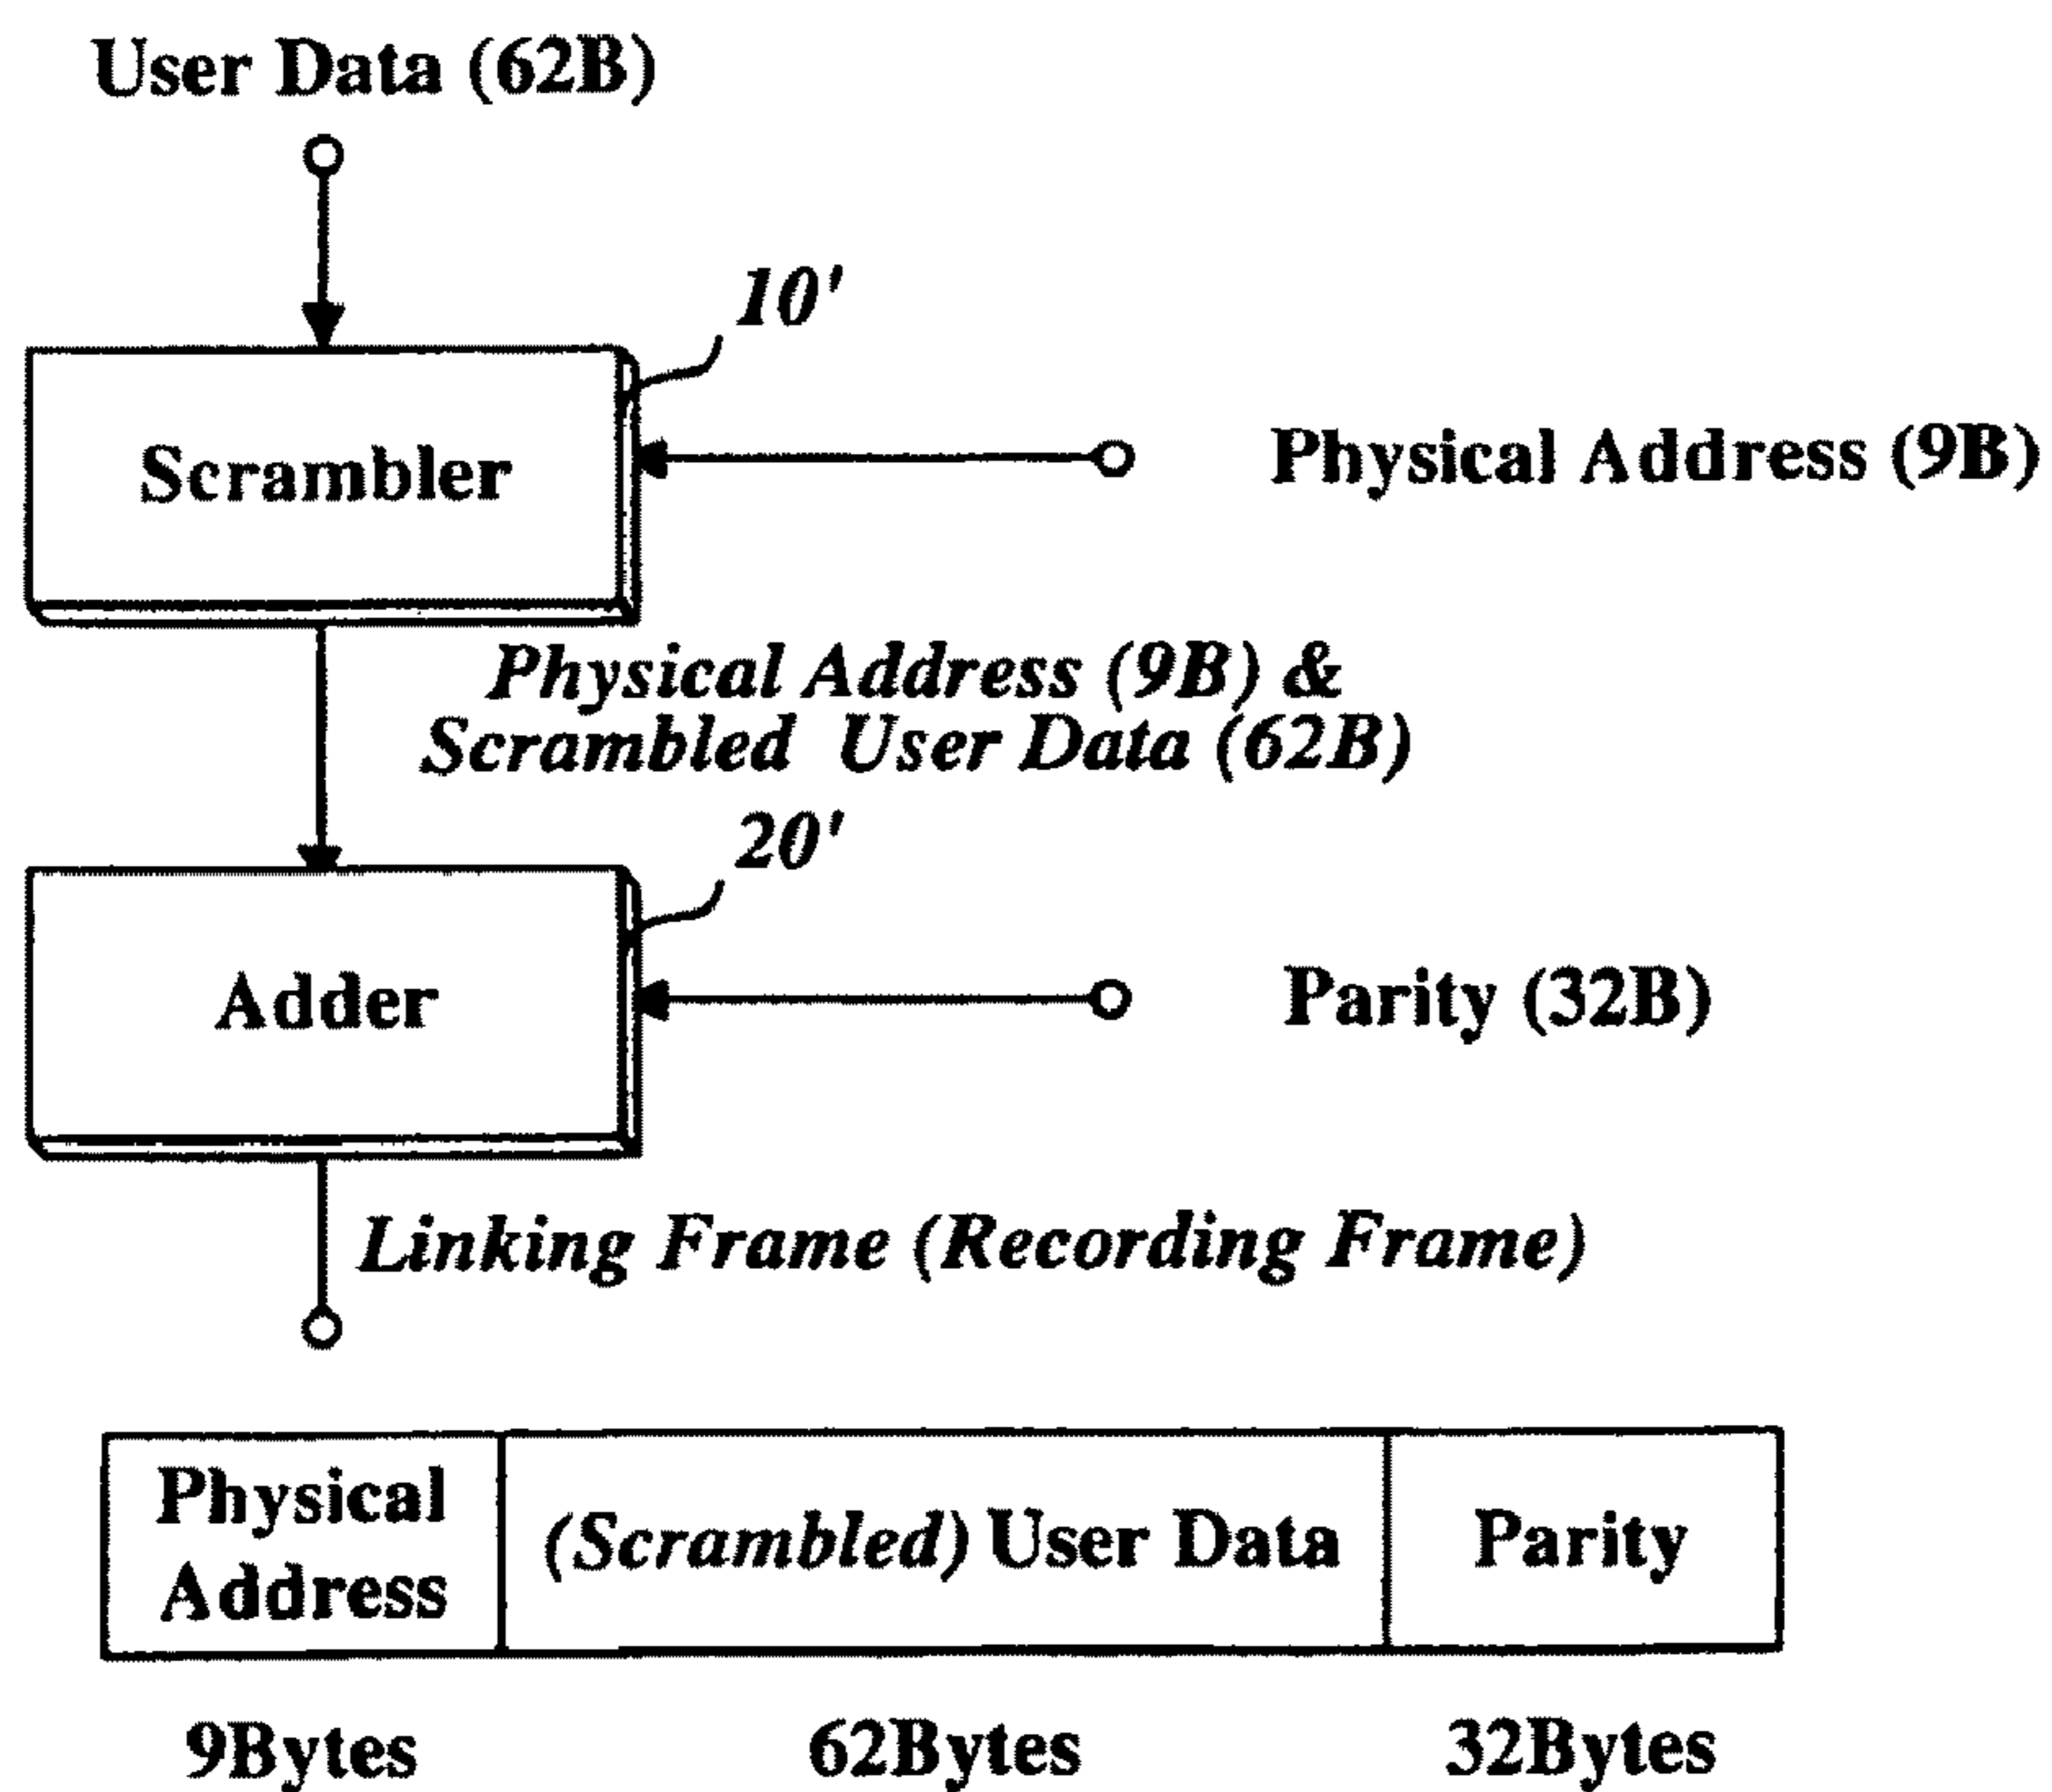 User Data (62B)
10'
Scrambler
Physical Address (9B)
Physical Address (9B) &
Scrambled User Data (62B)
20'
Adder
Parity (32B)
Linking Frame (Recording Frame)
Physical
Address
(Scrambled) User Data
Parity
9Bytes
62Bytes
32Bytes